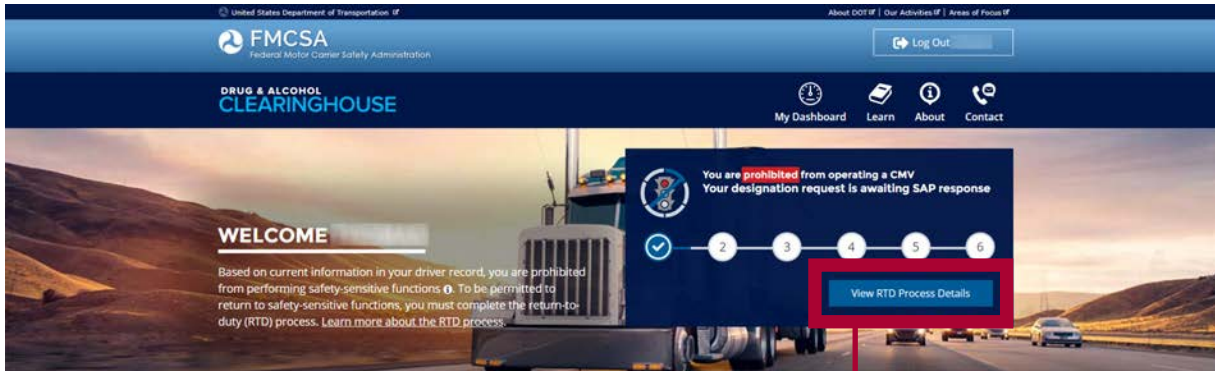 United States Department of Transportation
About DOT | Our Activities | Areas of Focus
FMCSA
Federal Motor Carrier Safety Administration
Log Out
DRUG & ALCOHOL
CLEARINGHOUSE
My Dashboard
Learn
About
Contact
You are prohibited from operating a CMV
Your designation request is awaiting SAP response
2
3
4
5
6
View RTD Process Details
WELCOME
Based on current information in your driver record, you are prohibited
from performing safety-sensitive functions. To be permitted to
return to safety-sensitive functions, you must complete the return-to-
duty (RTD) process. Learn more about the RTD process.